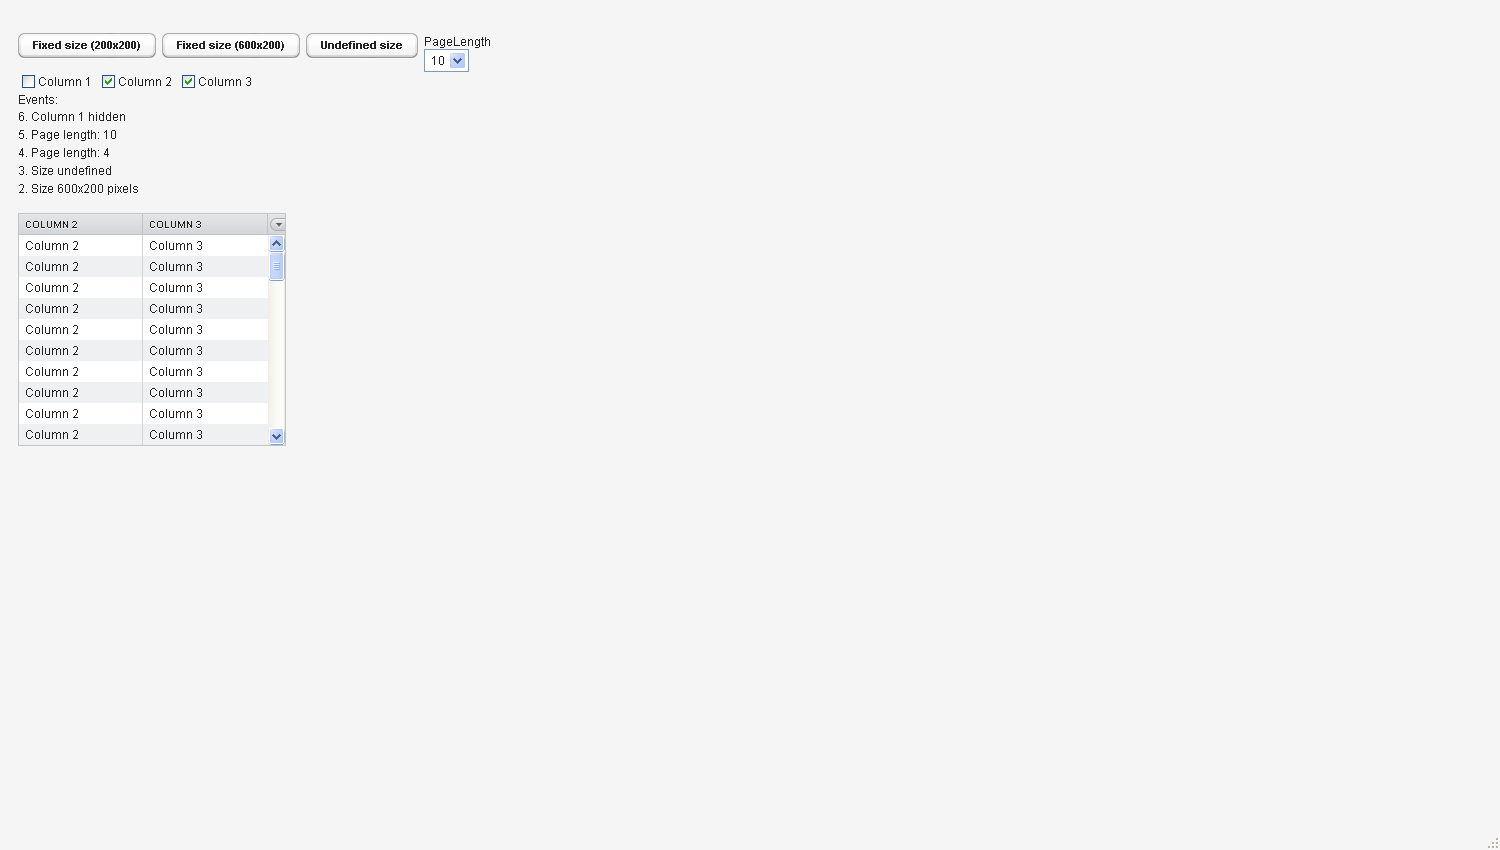 Fixed size (200x200) Fixed size (600x200) Undefined size PageLength
10
Column 1 Column 2 Column 3
Events:
6. Column 1 hidden
5. Page length: 10
4. Page length: 4
3. Size undefined
2. Size 600x200 pixels
COLUMN 2 COLUMN 3
Column 2 Column 3
Column 2 Column 3
Column 2 Column 3
Column 2 Column 3
Column 2 Column 3
Column 2 Column 3
Column 2 Column 3
Column 2 Column 3
Column 2 Column 3
Column 2 Column 3